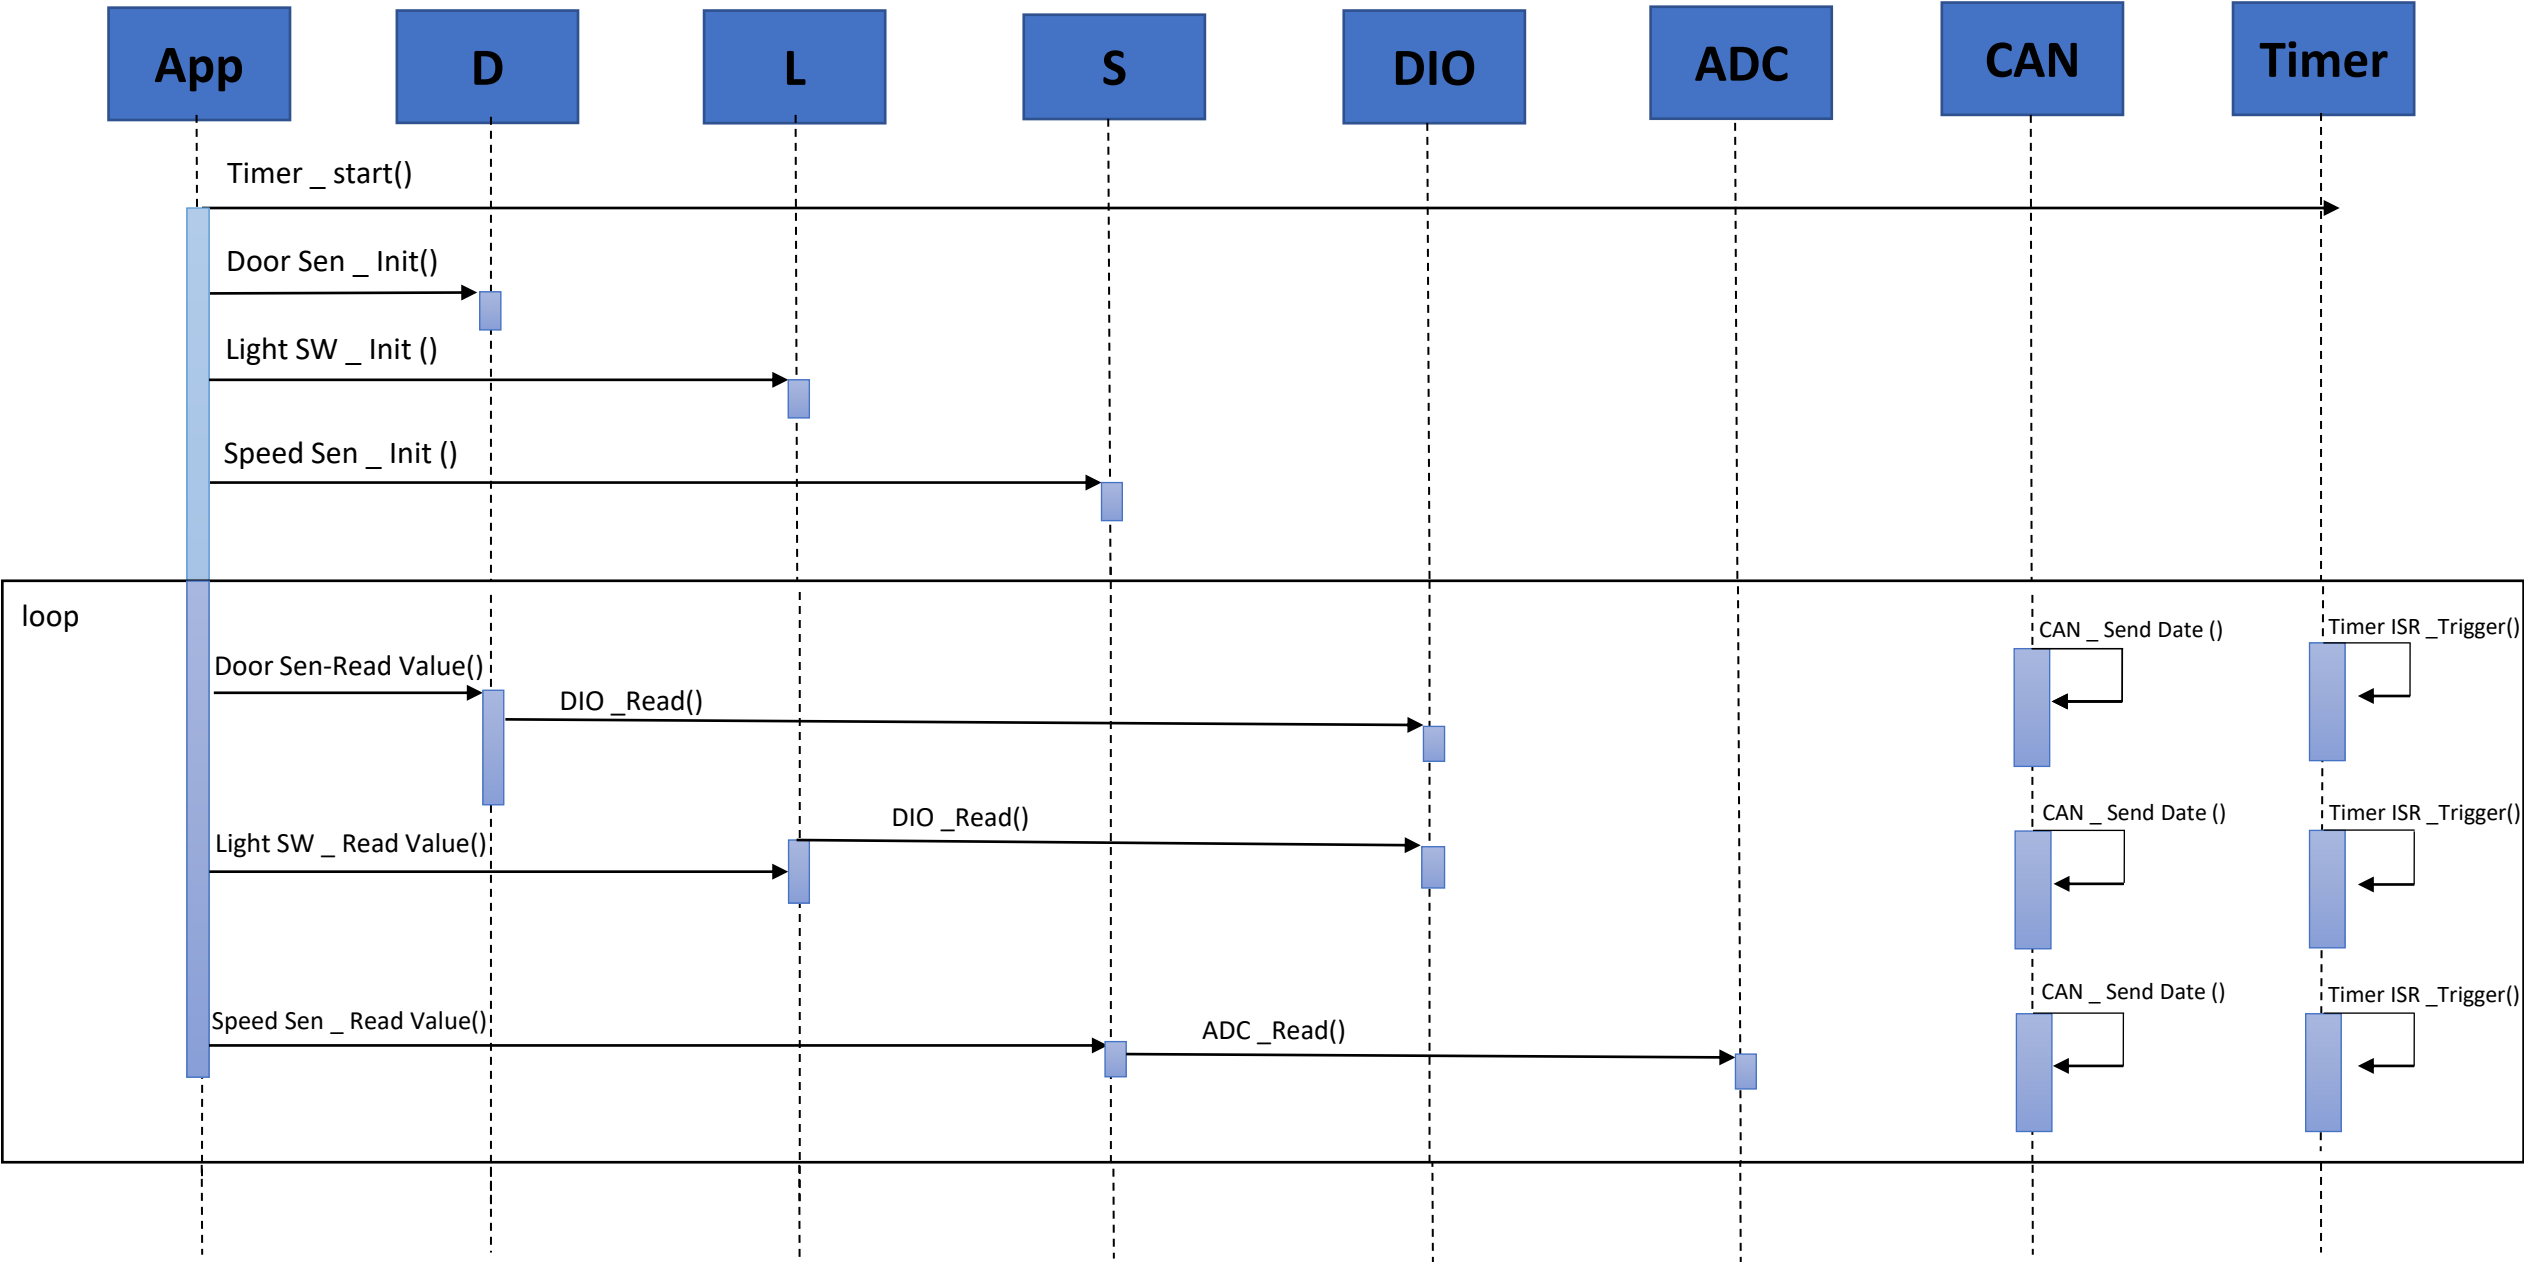 App
D
L
S
DIO
ADC
CAN
Timer
Timer _ start()
Door Sen _ Init()
Light SW _ Init ()
Speed Sen _ Init ()
loop
CAN _ Send Date ()
Timer ISR _Trigger()
Door Sen-Read Value()
DIO _Read()
CAN _ Send Date ()
Timer ISR _Trigger()
DIO _Read()
Light SW _ Read Value()
CAN _ Send Date ()
Timer ISR _Trigger()
Speed Sen _ Read Value()
ADC _Read()